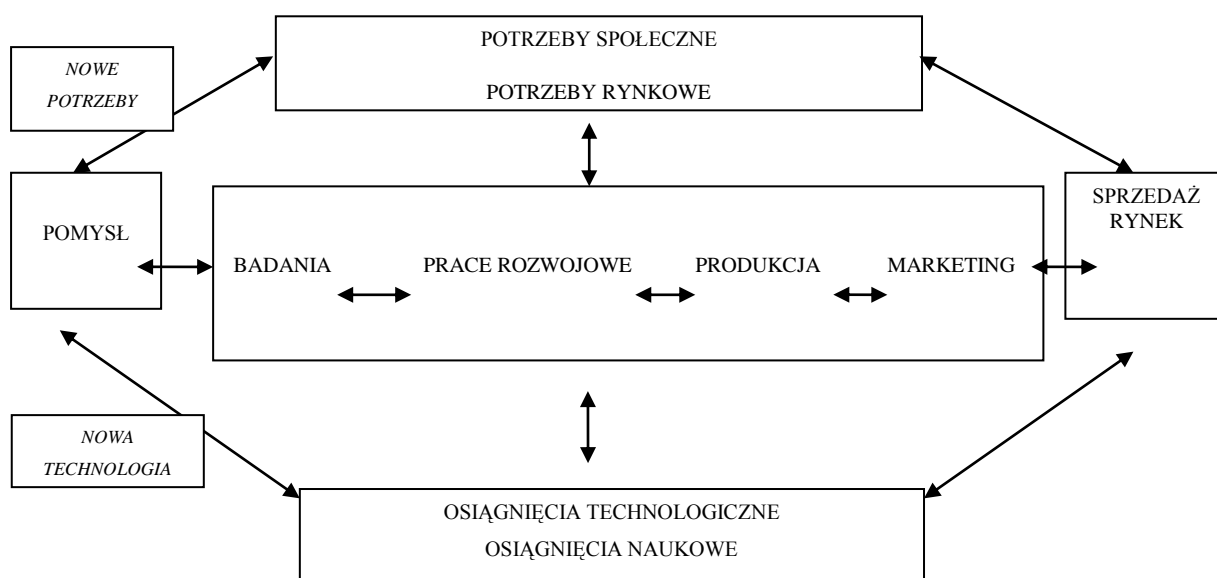 POTRZEBY SPOŁECZNE
POTRZEBY RYNKOWE
NOWE
POTRZEBY
POMYSŁ
BADANIA
PRACE ROZWOJOWE
PRODUKCJA
MARKETING
SPRZEDAŻ
RYNEK
NOWA
TECHNOLOGIA
OSIĄGNIĘCIA TECHNOLOGICZNE
OSIĄGNIĘCIA NAUKOWE